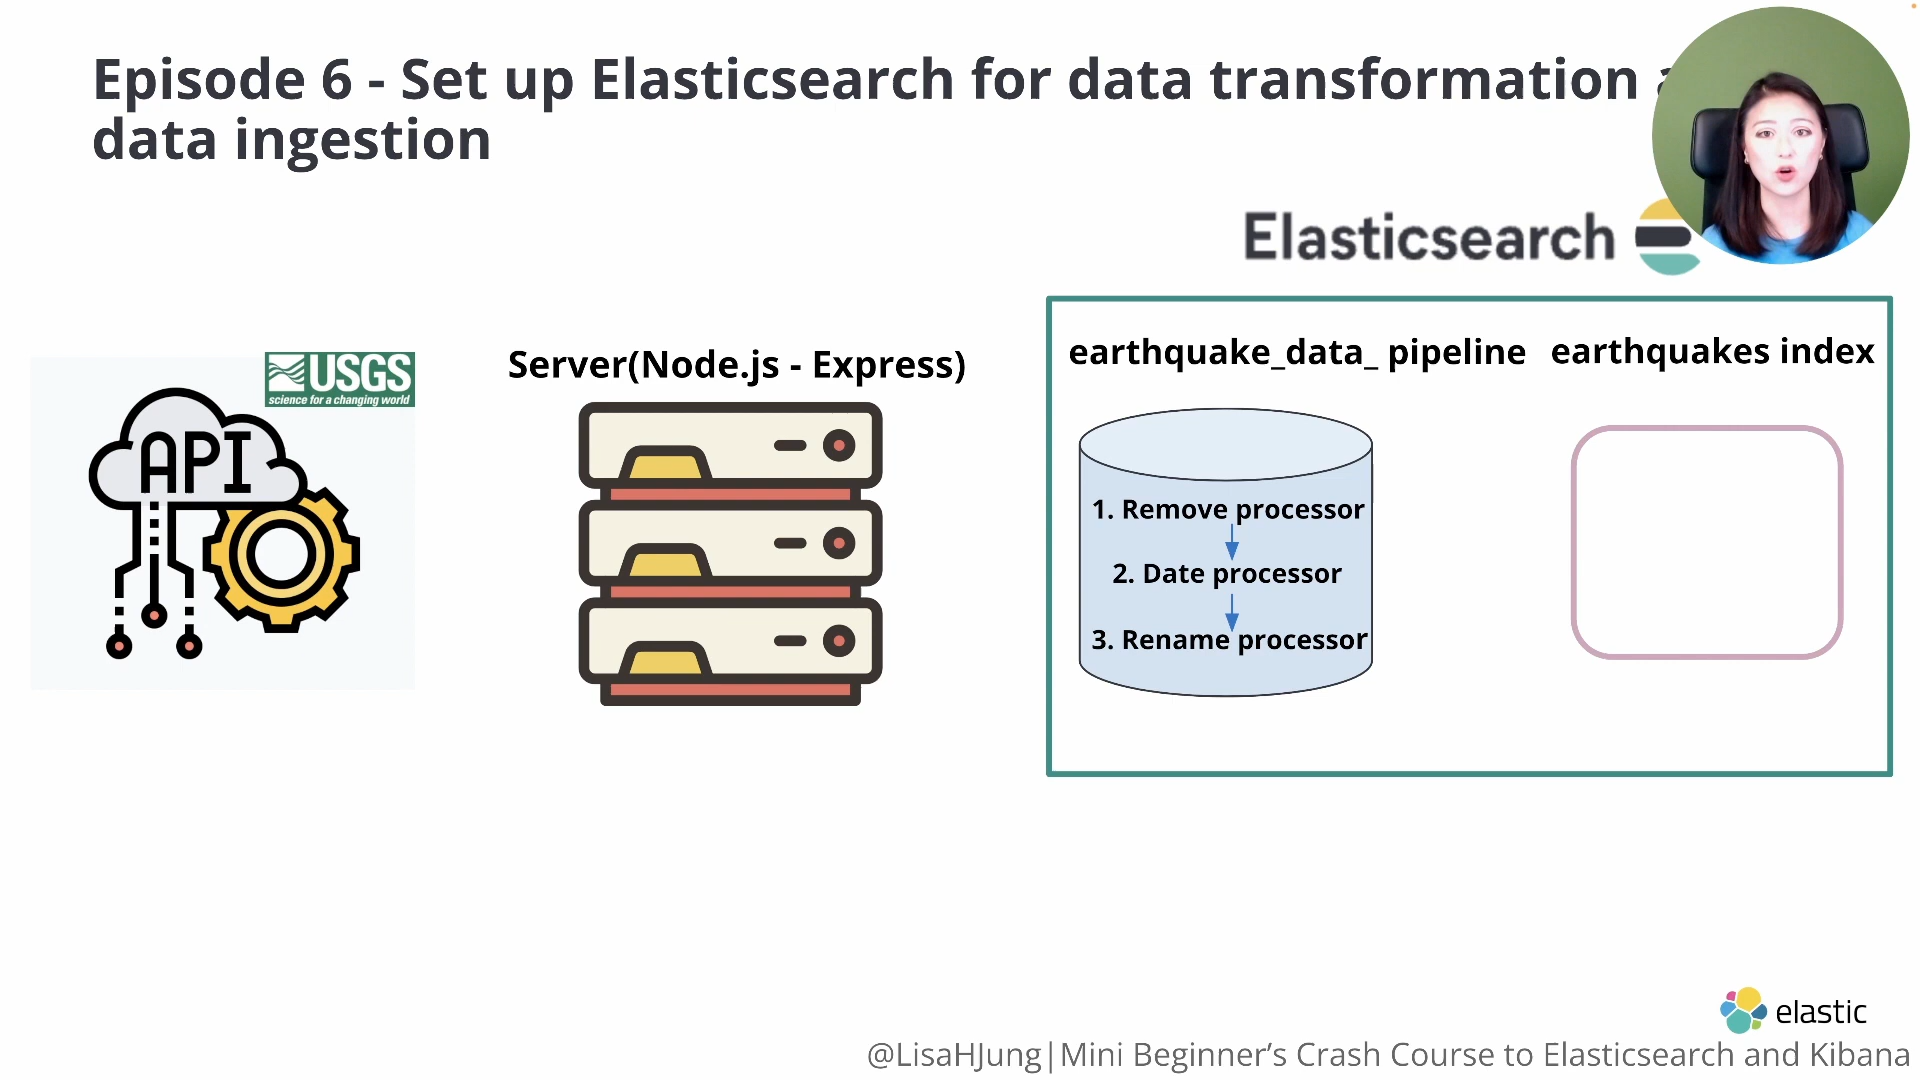 Episode 6 - Set up Elasticsearch for data transformation
data ingestion
Elasticsearch
USGS
science for a changing world
API
Server(Node.js - Express)
earthquake_data_ pipeline
earthquakes index
1. Remove processor
2. Date processor
3. Rename processor
elastic
@LisaHJung|Mini Beginner’s Crash Course to Elasticsearch and Kibana